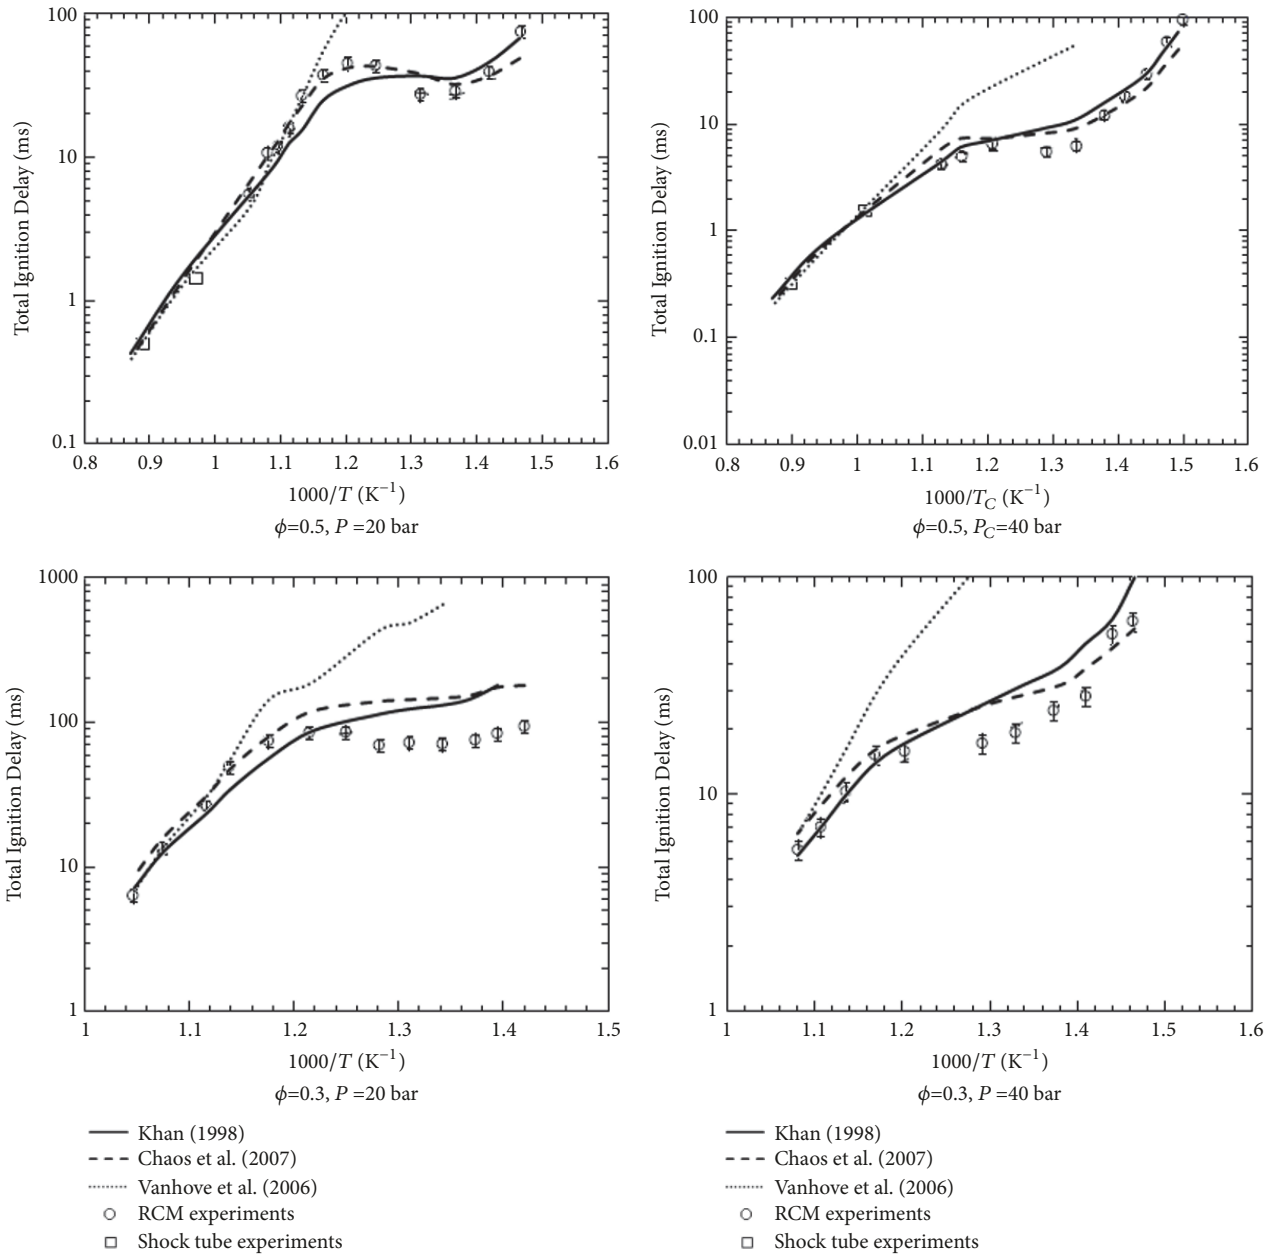 100
10
1
0.1
Total Ignition Delay (ms)
0.8 0.9 1 1.1 1.2 1.3 1.4 1.5 1.6
1000/T (K⁻¹)
ϕ=0.5, P =20 bar
100
10
1
0.1
0.01
Total Ignition Delay (ms)
0.8 0.9 1 1.1 1.2 1.3 1.4 1.5 1.6
1000/T_C (K⁻¹)
ϕ=0.5, P_C=40 bar
1000
100
10
1
Total Ignition Delay (ms)
1 1.1 1.2 1.3 1.4 1.5
1000/T (K⁻¹)
ϕ=0.3, P =20 bar
100
10
1
Total Ignition Delay (ms)
1 1.1 1.2 1.3 1.4 1.5 1.6
1000/T (K⁻¹)
ϕ=0.3, P =40 bar
Khan (1998)
Chaos et al. (2007)
Vanhove et al. (2006)
RCM experiments
Shock tube experiments
Khan (1998)
Chaos et al. (2007)
Vanhove et al. (2006)
RCM experiments
Shock tube experiments